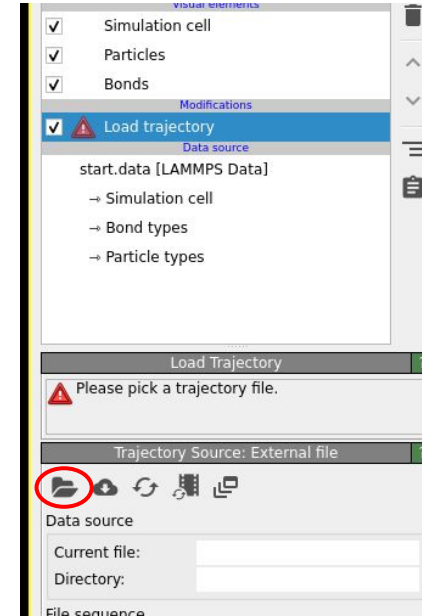 Visual elements
Simulation cell
Particles
Bonds
Modifications
Load trajectory
Data source
start.data [LAMMPS Data]
→ Simulation cell
→ Bond types
→ Particle types
Load Trajectory ?
Please pick a trajectory file.
Trajectory Source: External file ?
Data source
Current file:
Directory:
File sequence